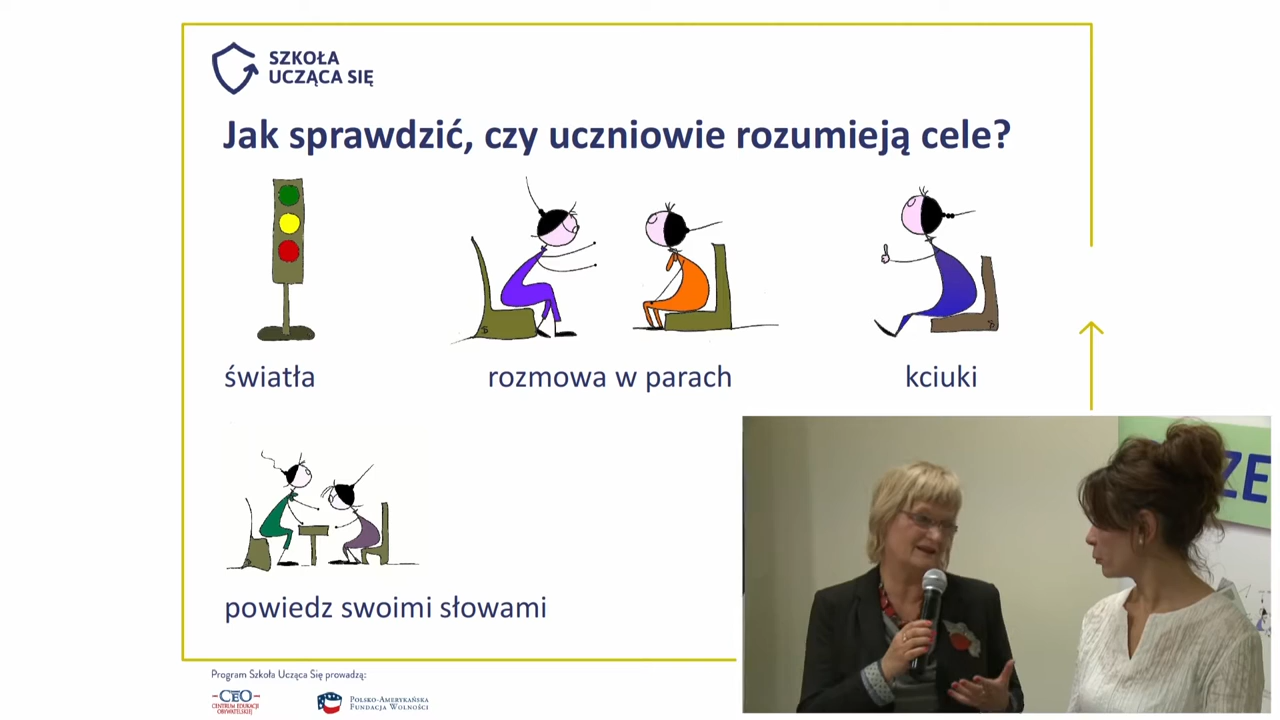 SZKOŁA
UCZĄCA SIĘ
Jak sprawdzić, czy uczniowie rozumieją cele?
światła
rozmowa w parach
kciuki
powiedz swoimi słowami
ZE
Program Szkoła Ucząca Się prowadzą:
CEO
CENTRUM EDUKACJI
OBYWATELSKIEJ
POLSKO-AMERYKAŃSKA
FUNDACJA WOLNOŚCI